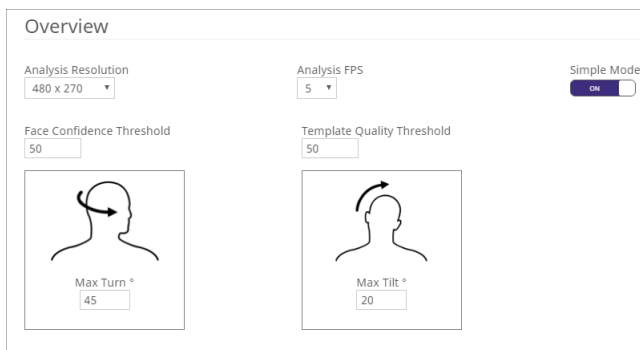 Overview
Analysis Resolution
480 x 270
Analysis FPS
5
Simple Mode
ON
Face Confidence Threshold
50
Template Quality Threshold
50
Max Turn °
45
Max Tilt °
20